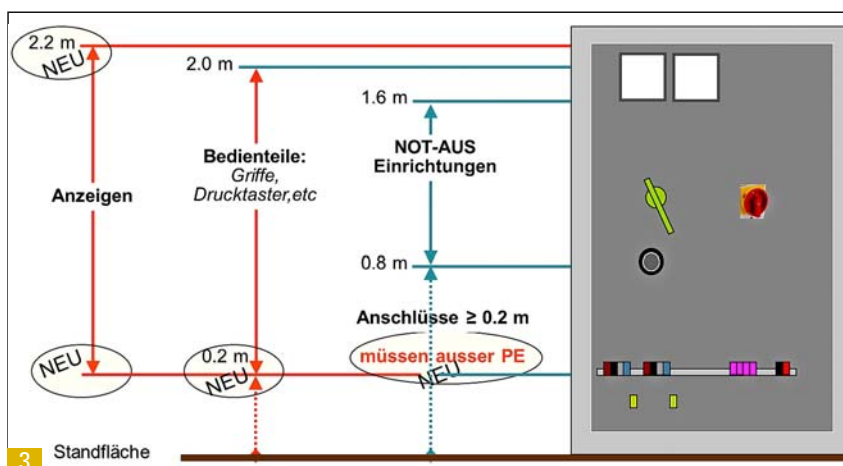 2.2 m
NEU
2.0 m
1.6 m
Bedienteile:
Griffe,
Drucktaster,etc
NOT-AUS
Einrichtungen
Anzeigen
0.8 m
Anschlüsse ≥ 0.2 m
müssen ausser PE
NEU
NEU
0.2 m
NEU
3
Standfläche